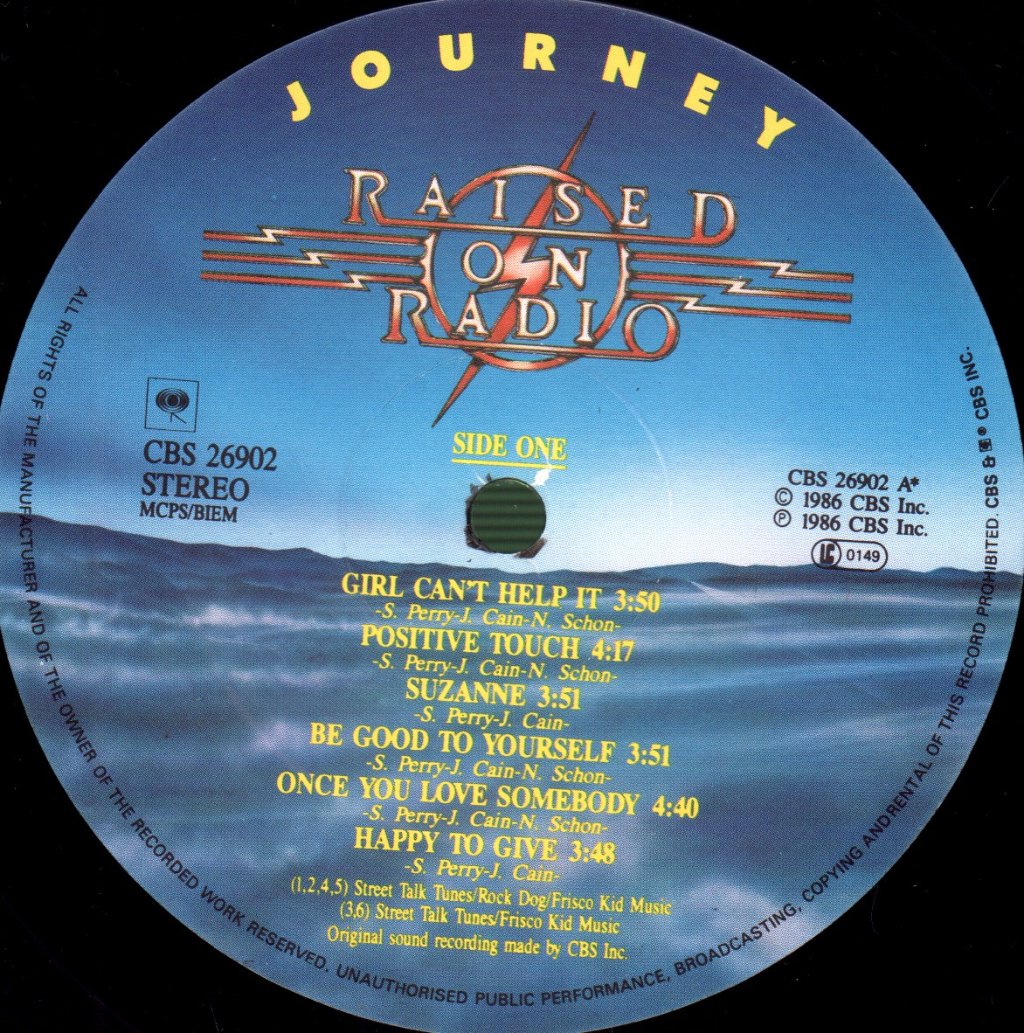 JOURNEY
RAISED
ON
RADIO
SIDE ONE
CBS 26902
STEREO
MCPS/BIEM
CBS 26902 A*
© 1986 CBS Inc.
℗ 1986 CBS Inc.
LC 0149
GIRL CAN'T HELP IT 3:50
-S. Perry-J. Cain-N. Schon-
POSITIVE TOUCH 4:17
-S. Perry-J. Cain-N. Schon-
SUZANNE 3:51
-S. Perry-J. Cain-
BE GOOD TO YOURSELF 3:51
-S. Perry-J. Cain-N. Schon-
ONCE YOU LOVE SOMEBODY 4:40
-S. Perry-J. Cain-N. Schon-
HAPPY TO GIVE 3:48
-S. Perry-J. Cain-
(1,2,4,5) Street Talk Tunes/Rock Dog/Frisco Kid Music
(3,6) Street Talk Tunes/Frisco Kid Music
Original sound recording made by CBS Inc.
ALL RIGHTS OF THE MANUFACTURER AND OF THE OWNER OF THE RECORDED WORK RESERVED. UNAUTHORISED PUBLIC PERFORMANCE, BROADCASTING, COPYING AND RENTAL OF THIS RECORD PROHIBITED. CBS & ® CBS INC.